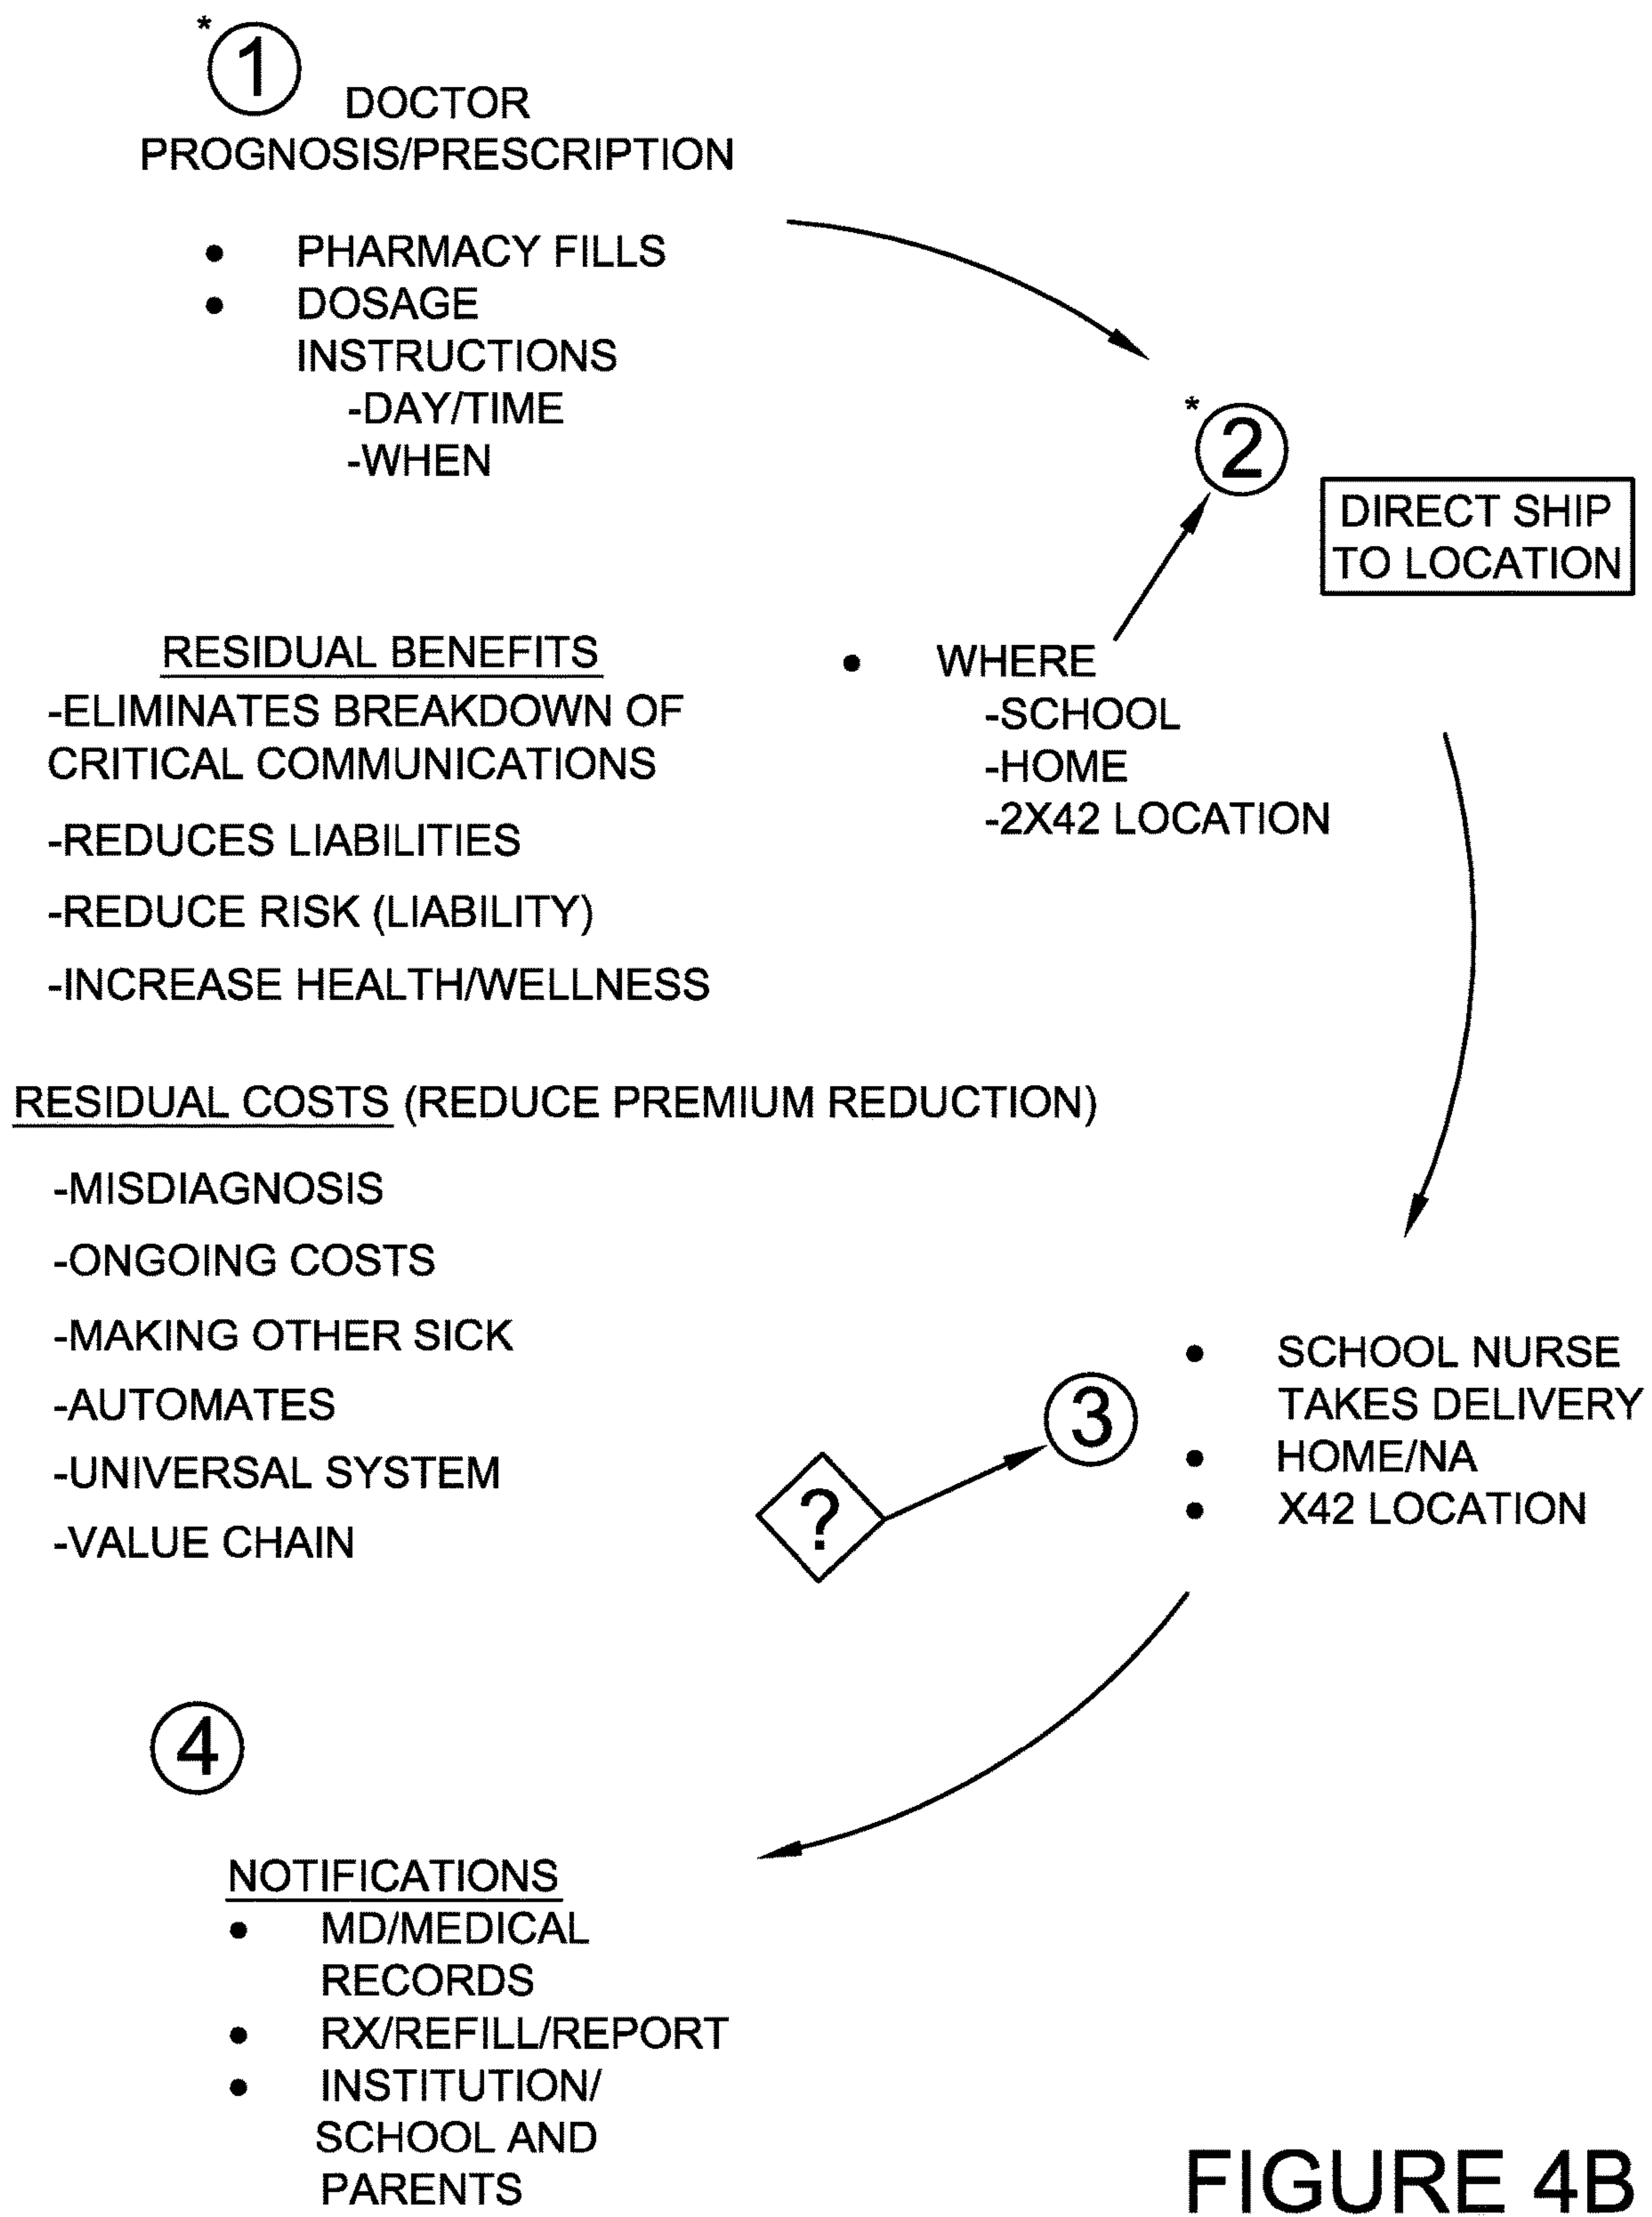 *
1
DOCTOR
PROGNOSIS/PRESCRIPTION
• PHARMACY FILLS
• DOSAGE
INSTRUCTIONS
-DAY/TIME
-WHEN
*
2
DIRECT SHIP
TO LOCATION
• WHERE
-SCHOOL
-HOME
-2X42 LOCATION
RESIDUAL BENEFITS
-ELIMINATES BREAKDOWN OF
CRITICAL COMMUNICATIONS
-REDUCES LIABILITIES
-REDUCE RISK (LIABILITY)
-INCREASE HEALTH/WELLNESS
RESIDUAL COSTS (REDUCE PREMIUM REDUCTION)
-MISDIAGNOSIS
-ONGOING COSTS
-MAKING OTHER SICK
-AUTOMATES
-UNIVERSAL SYSTEM
-VALUE CHAIN
?
3
• SCHOOL NURSE
TAKES DELIVERY
• HOME/NA
• X42 LOCATION
4
NOTIFICATIONS
• MD/MEDICAL
RECORDS
• RX/REFILL/REPORT
• INSTITUTION/
SCHOOL AND
PARENTS
FIGURE 4B